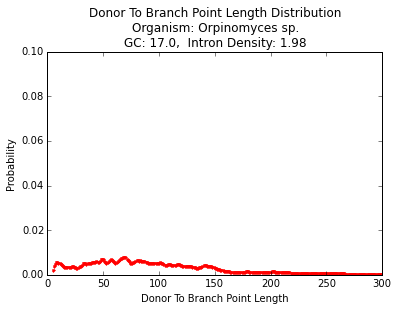 Donor To Branch Point Length Distribution
Organism: Orpinomyces sp.
GC: 17.0,  Intron Density: 1.98
0.10
0.08
0.06
0.04
0.02
0.00
Probability
0 50 100 150 200 250 300
Donor To Branch Point Length